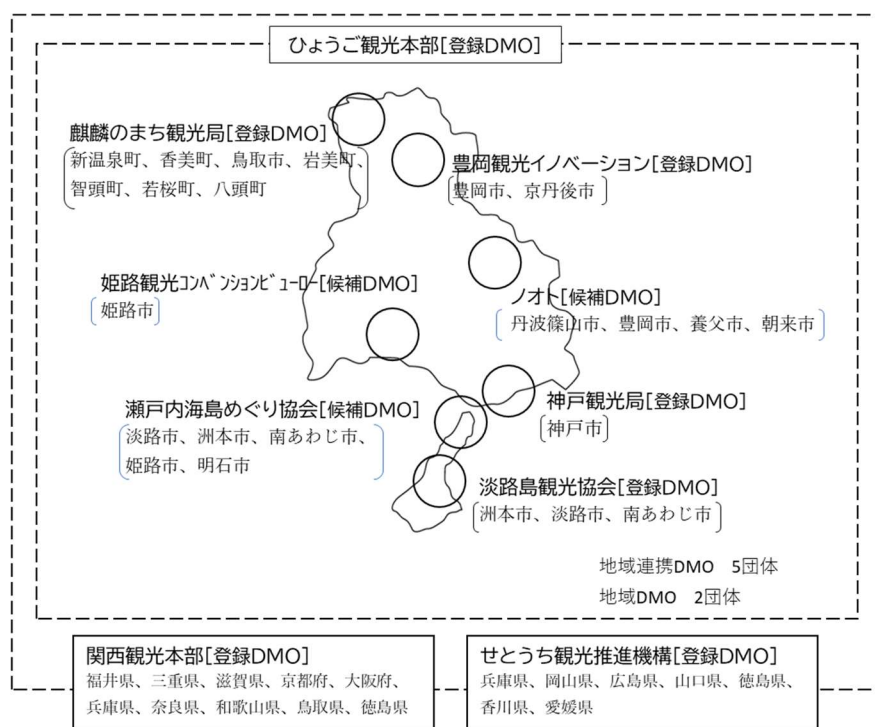 ひょうご観光本部[登録DMO]
麒麟のまち観光局[登録DMO]
新温泉町、香美町、鳥取市、岩美町、
智頭町、若桜町、八頭町
豊岡観光イノベーション[登録DMO]
豊岡市、京丹後市
姫路観光ｺﾝﾍﾞﾝｼｮﾝﾋﾞｭｰﾛｰ[候補DMO]
姫路市
ノオト[候補DMO]
丹波篠山市、豊岡市、養父市、朝来市
瀬戸内海島めぐり協会[候補DMO]
淡路市、洲本市、南あわじ市、
姫路市、明石市
神戸観光局[登録DMO]
神戸市
淡路島観光協会[登録DMO]
洲本市、淡路市、南あわじ市
地域連携DMO　5団体
地域DMO　2団体
関西観光本部[登録DMO]
福井県、三重県、滋賀県、京都府、大阪府、
兵庫県、奈良県、和歌山県、鳥取県、徳島県
せとうち観光推進機構[登録DMO]
兵庫県、岡山県、広島県、山口県、徳島県、
香川県、愛媛県